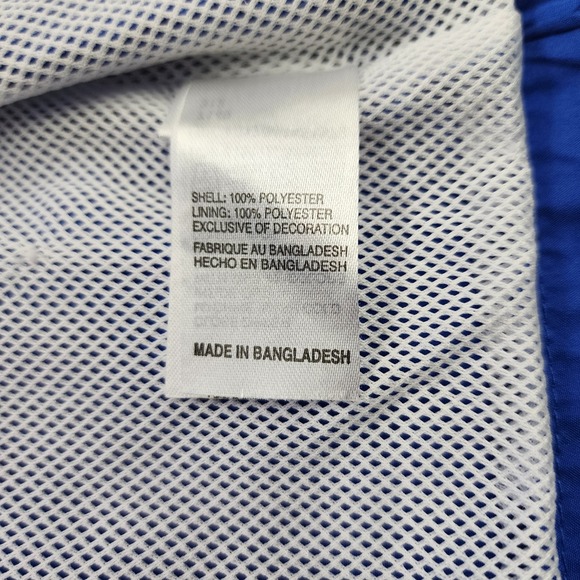 SHELL: 100% POLYESTER
LINING: 100% POLYESTER
EXCLUSIVE OF DECORATION
FABRIQUE AU BANGLADESH
HECHO EN BANGLADESH
MADE IN BANGLADESH